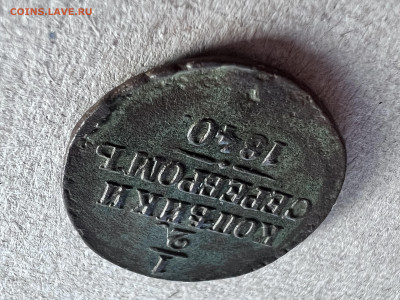 COINS.LAVE.RU
1/2
КОПѢЙКИ
СЕРЕБРОМЪ
1840